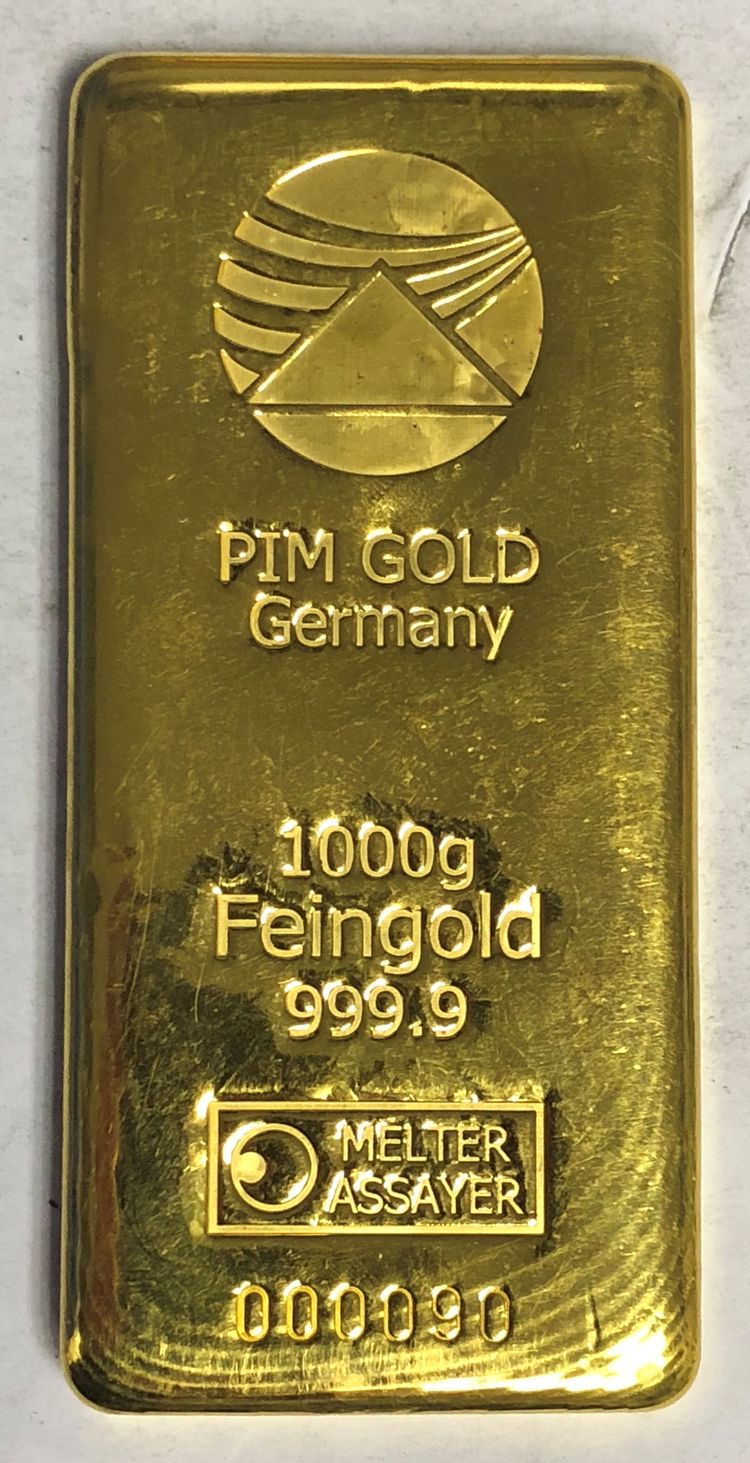 PIM GOLD
Germany
1000g
Feingold
999.9
MELTER
ASSAYER
000090